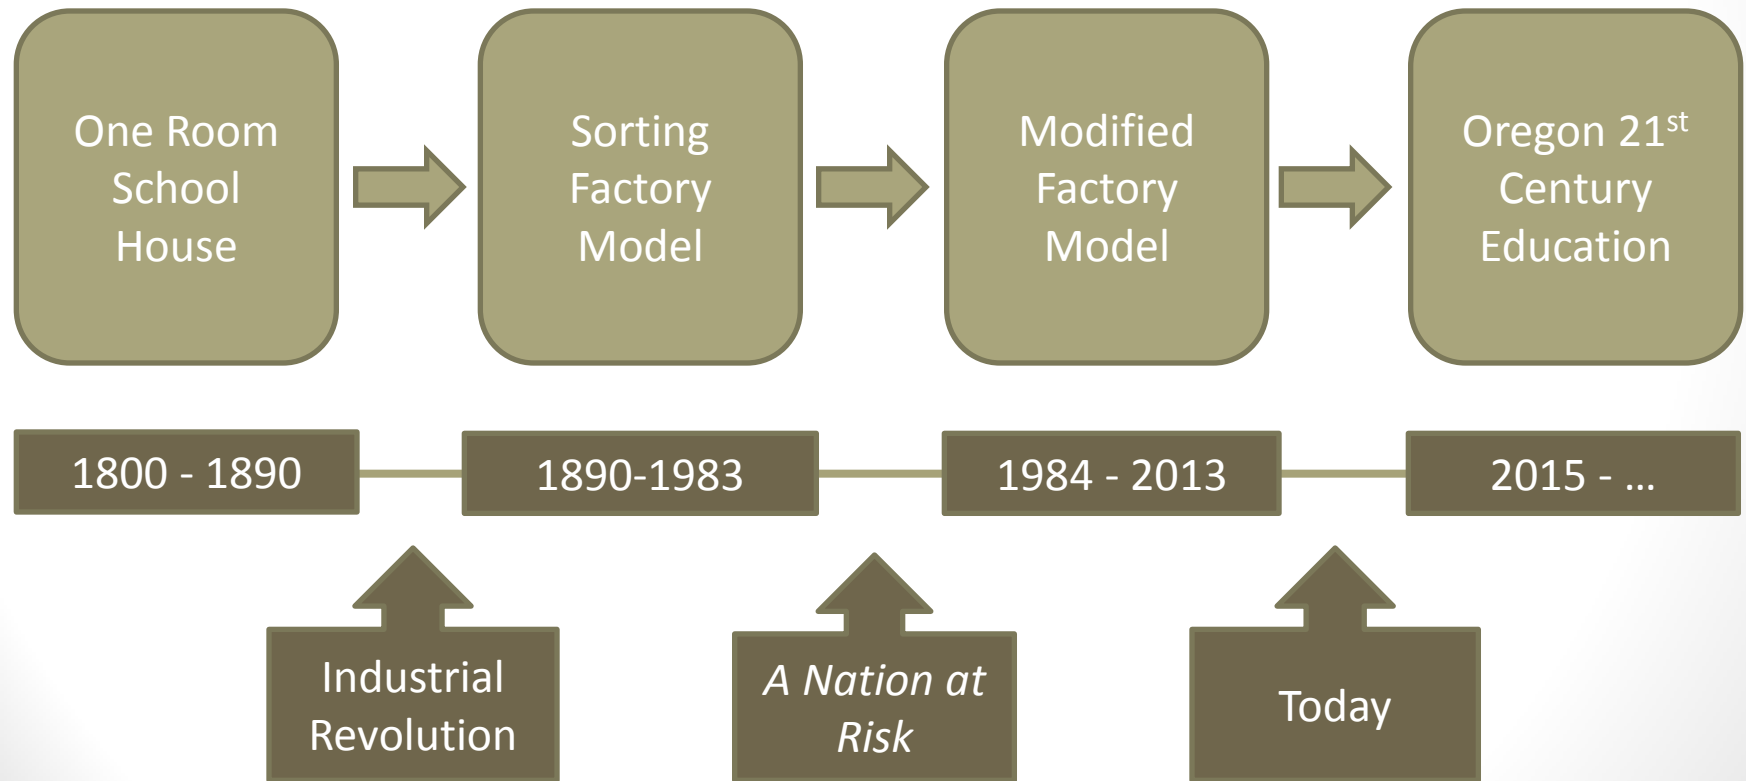 One Room
School
House
Sorting
Factory
Model
Modified
Factory
Model
Oregon 21st
Century
Education
1800 - 1890
1890-1983
1984 - 2013
2015 - ...
Industrial
Revolution
A Nation at
Risk
Today